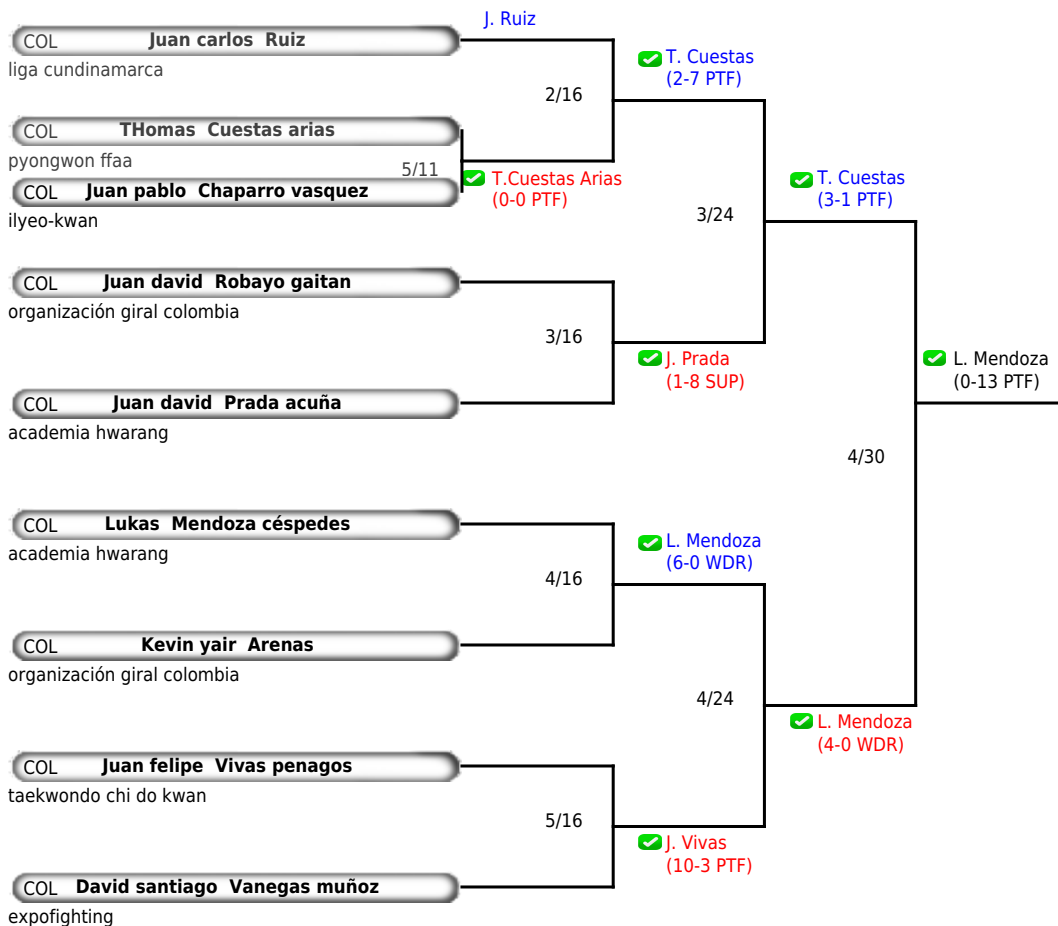 J. Ruiz
COL Juan carlos Ruiz
liga cundinamarca
T. Cuestas
(2-7 PTF)
2/16
COL THomas Cuestas arias
pyongwon ffaa
5/11
T.Cuestas Arias
(0-0 PTF)
COL Juan pablo Chaparro vasquez
ilyeo-kwan
T. Cuestas
(3-1 PTF)
3/24
COL Juan david Robayo gaitan
organización giral colombia
3/16
J. Prada
(1-8 SUP)
L. Mendoza
(0-13 PTF)
COL Juan david Prada acuña
academia hwarang
4/30
COL Lukas Mendoza céspedes
academia hwarang
L. Mendoza
(6-0 WDR)
4/16
COL Kevin yair Arenas
organización giral colombia
4/24
L. Mendoza
(4-0 WDR)
COL Juan felipe Vivas penagos
taekwondo chi do kwan
5/16
J. Vivas
(10-3 PTF)
COL David santiago Vanegas muñoz
expofighting